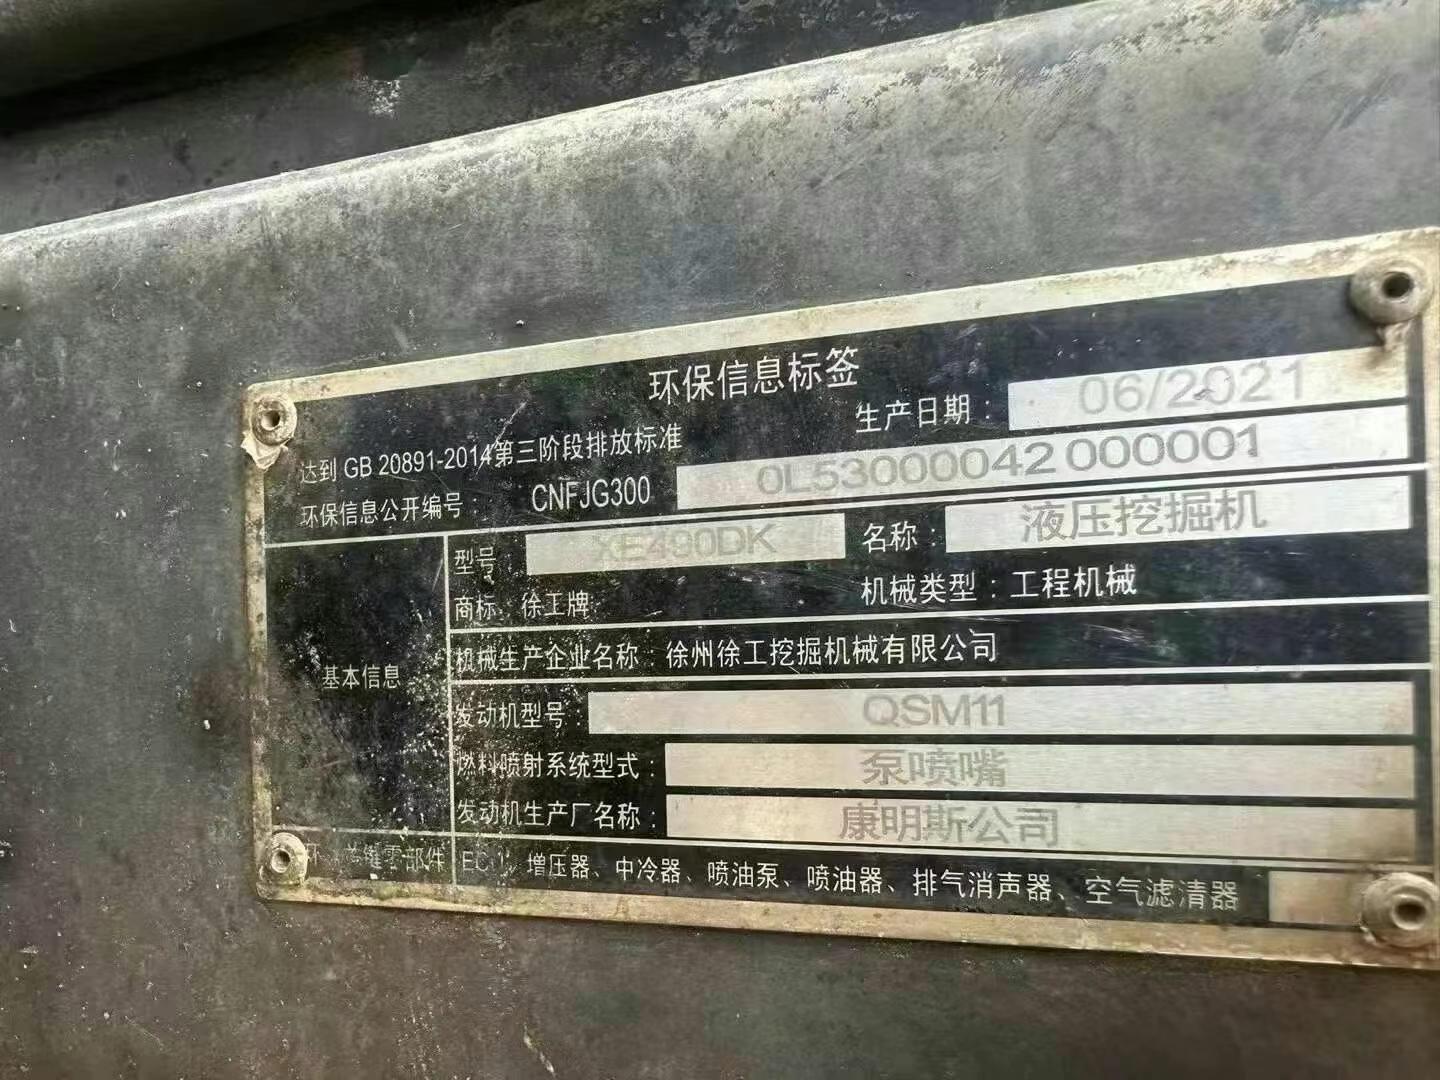 环保信息标签
达到 GB 20891-2014第三阶段排放标准
生产日期：06/2021
环保信息公开编号：CNFJG300 0L53000042 000001
型号 XE490DK 名称：液压挖掘机
商标 徐工牌 机械类型：工程机械
基本信息
机械生产企业名称：徐州徐工挖掘机械有限公司
发动机型号：QSM11
燃料喷射系统型式：泵喷嘴
发动机生产厂名称：康明斯公司
键零部件 增压器、中冷器、喷油泵、喷油器、排气消声器、空气滤清器